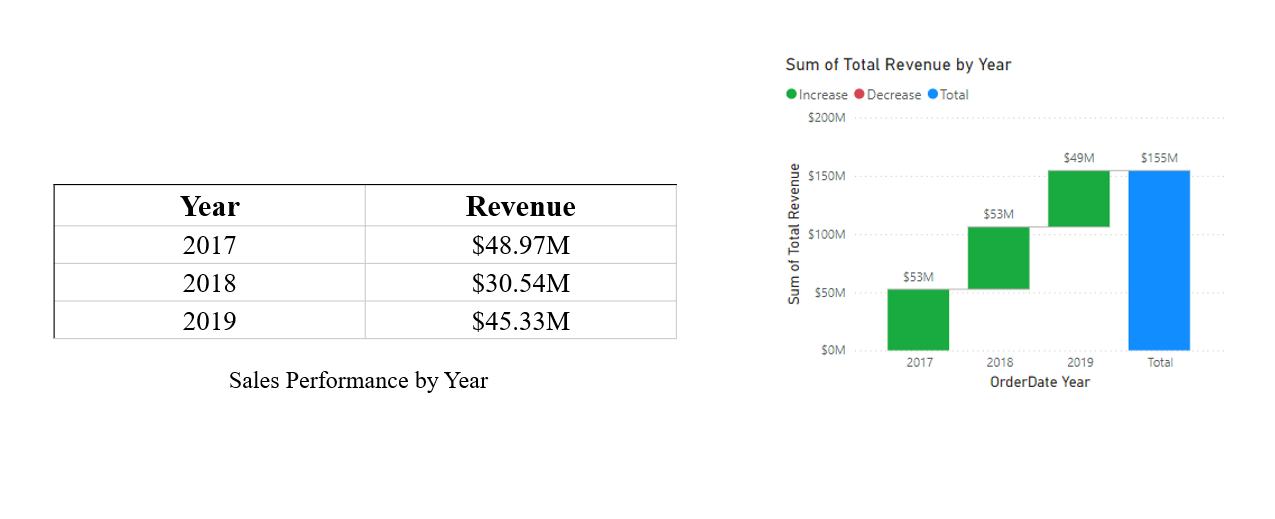 Year Revenue
2017 $48.97M
2018 $30.54M
2019 $45.33M
Sales Performance by Year
Sum of Total Revenue by Year
Increase Decrease Total
$200M
$150M
$100M
$50M
$0M
Sum of Total Revenue
$53M
$53M
$49M
$155M
2017 2018 2019 Total
OrderDate Year